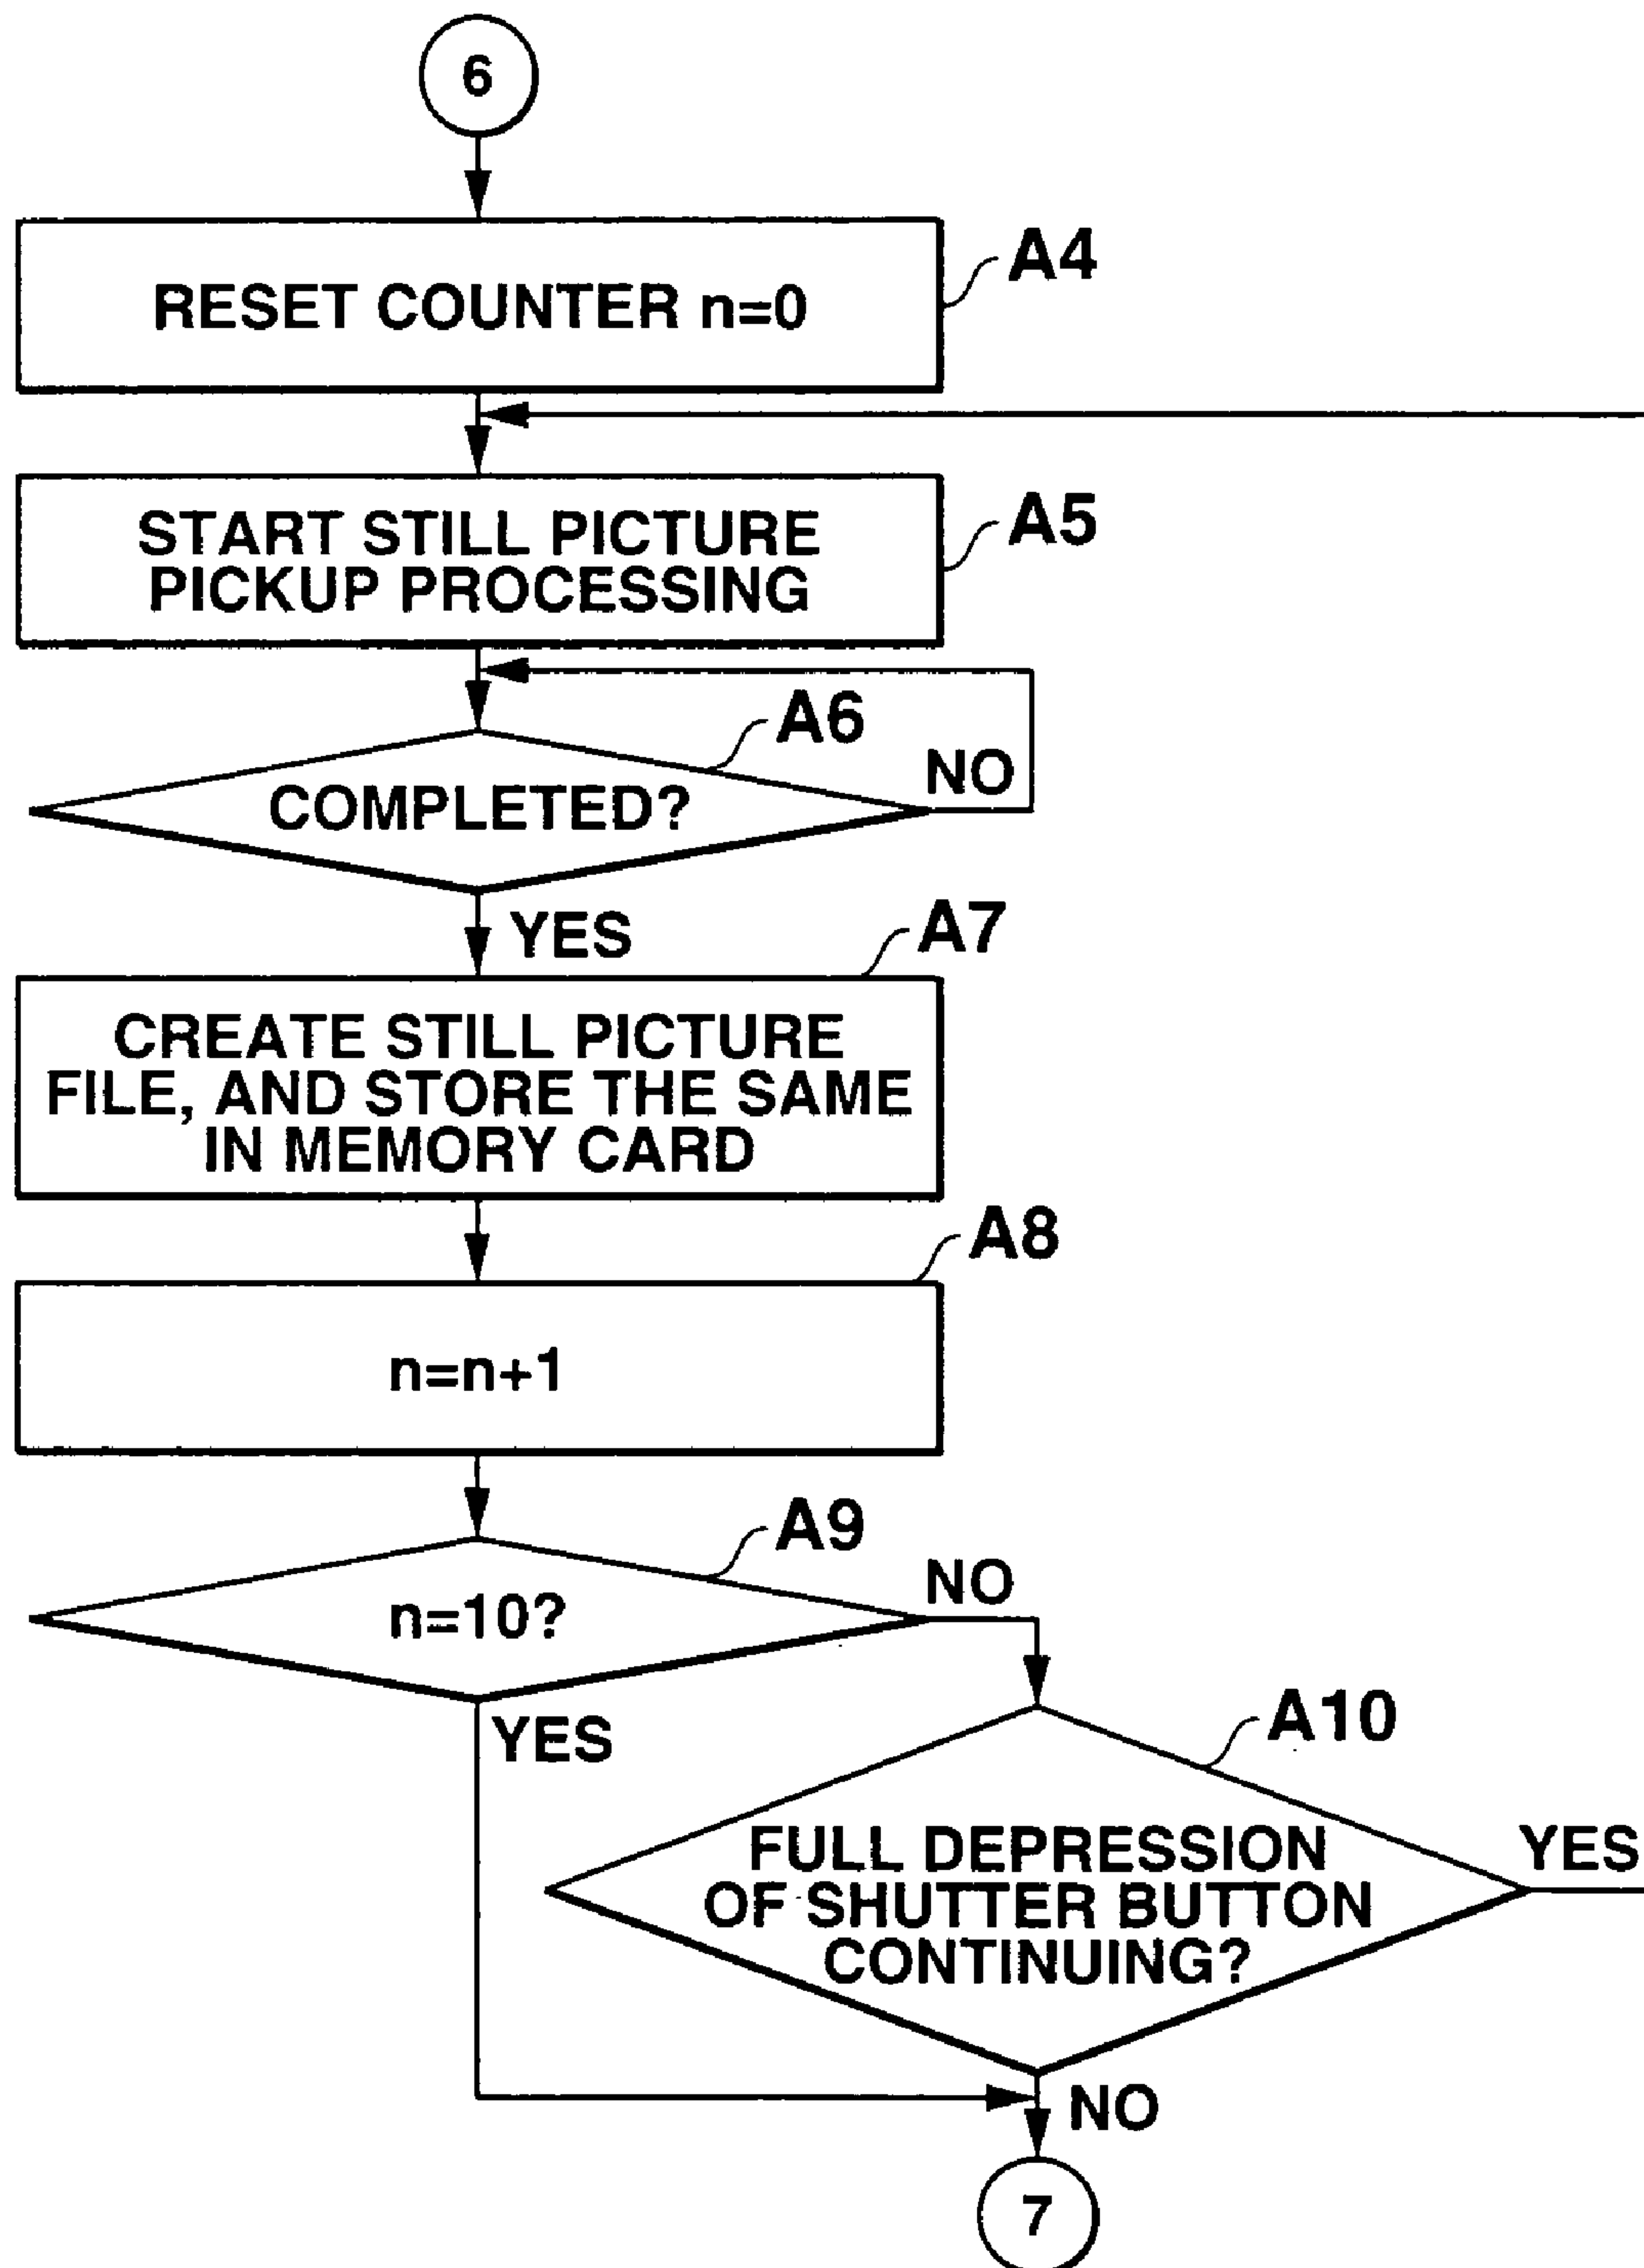 6
RESET COUNTER n=0
A4
START STILL PICTURE
PICKUP PROCESSING
A5
COMPLETED?
A6
NO
YES
A7
CREATE STILL PICTURE
FILE, AND STORE THE SAME
IN MEMORY CARD
A8
n=n+1
A9
n=10?
NO
YES
A10
FULL DEPRESSION
OF SHUTTER BUTTON
CONTINUING?
YES
NO
7